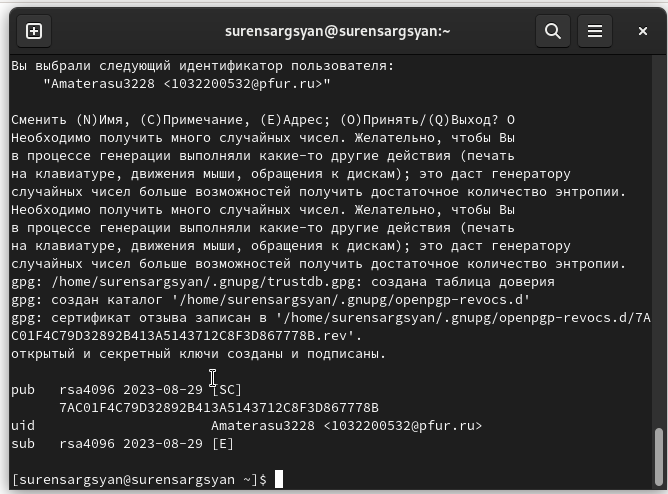 surensargsyan@surensargsyan:~
Вы выбрали следующий идентификатор пользователя:
"Amaterasu3228 <1032200532@pfur.ru>"
Сменить (N)Имя, (C)Примечание, (E)Адрес; (O)Принять/(Q)Выход? O
Необходимо получить много случайных чисел. Желательно, чтобы Вы
в процессе генерации выполняли какие-то другие действия (печать
на клавиатуре, движения мыши, обращения к дискам); это даст генератору
случайных чисел больше возможностей получить достаточное количество энтропии.
Необходимо получить много случайных чисел. Желательно, чтобы Вы
в процессе генерации выполняли какие-то другие действия (печать
на клавиатуре, движения мыши, обращения к дискам); это даст генератору
случайных чисел больше возможностей получить достаточное количество энтропии.
gpg: /home/surensargsyan/.gnupg/trustdb.gpg: создана таблица доверия
gpg: создан каталог '/home/surensargsyan/.gnupg/openpgp-revocs.d'
gpg: сертификат отзыва записан в '/home/surensargsyan/.gnupg/openpgp-revocs.d/7A
C01F4C79D32892B413A5143712C8F3D867778B.rev'.
открытый и секретный ключи созданы и подписаны.
pub   rsa4096 2023-08-29 [SC]
7AC01F4C79D32892B413A5143712C8F3D867778B
uid                      Amaterasu3228 <1032200532@pfur.ru>
sub   rsa4096 2023-08-29 [E]
[surensargsyan@surensargsyan ~]$